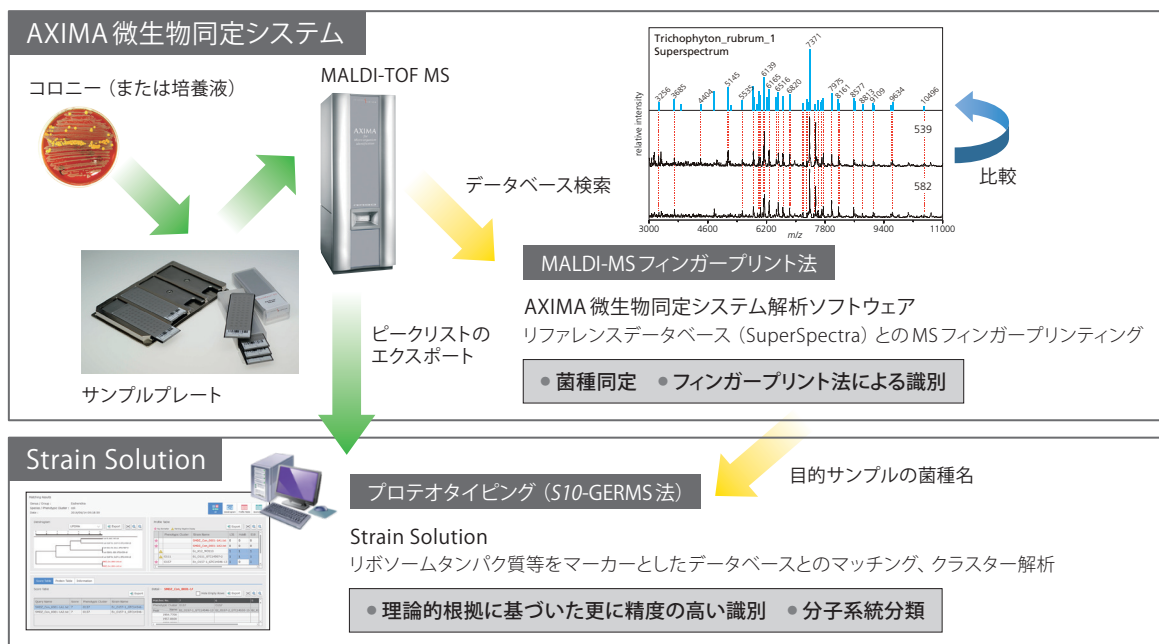 AXIMA 微生物同定システム
コロニー（または培養液）
MALDI-TOF MS
サンプルプレート
AXIMA
データベース検索
ピークリストの
エクスポート
Trichophyton_rubrum_1
Superspectrum
relative intensity
3256
3685
4404
5145
5535
6139
6165
6516
6820
7371
7975
8161
8577
8813
9109
9634
10496
539
582
3000 4600 6200 7800 9400 11000
m/z
比較
MALDI-MSフィンガープリント法
AXIMA 微生物同定システム解析ソフトウェア
リファレンスデータベース（SuperSpectra）とのMSフィンガープリンティング
● 菌種同定 ● フィンガープリント法による識別
Strain Solution
目的サンプルの菌種名
プロテオタイピング（S10-GERMS法）
Strain Solution
リボソームタンパク質等をマーカーとしたデータベースとのマッチング、クラスター解析
● 理論的根拠に基づいた更に精度の高い識別 ● 分子系統分類